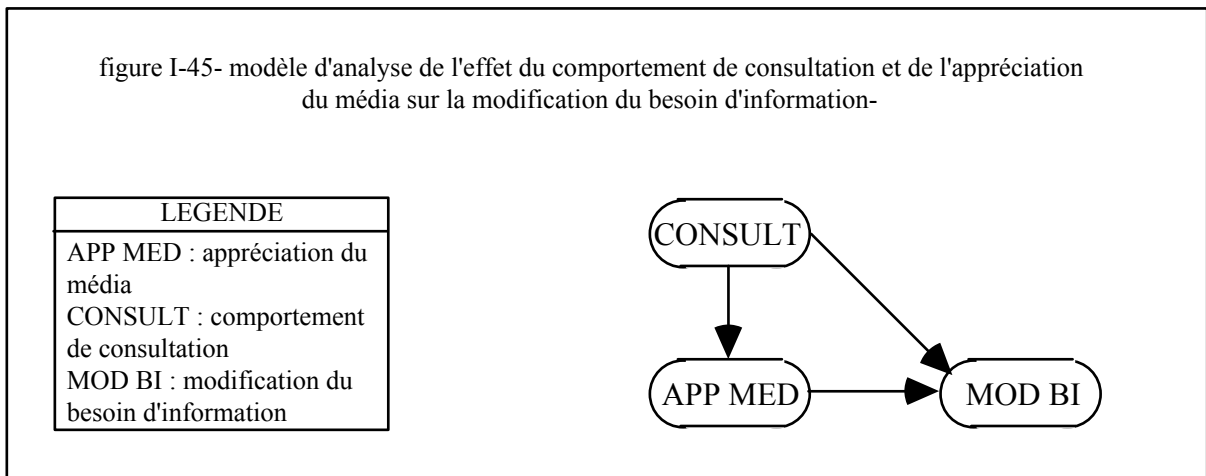 figure I-45- modèle d'analyse de l'effet du comportement de consultation et de l'appréciation
du média sur la modification du besoin d'information-
LEGENDE
APP MED : appréciation du
média
CONSULT : comportement
de consultation
MOD BI : modification du
besoin d'information
CONSULT
APP MED
MOD BI